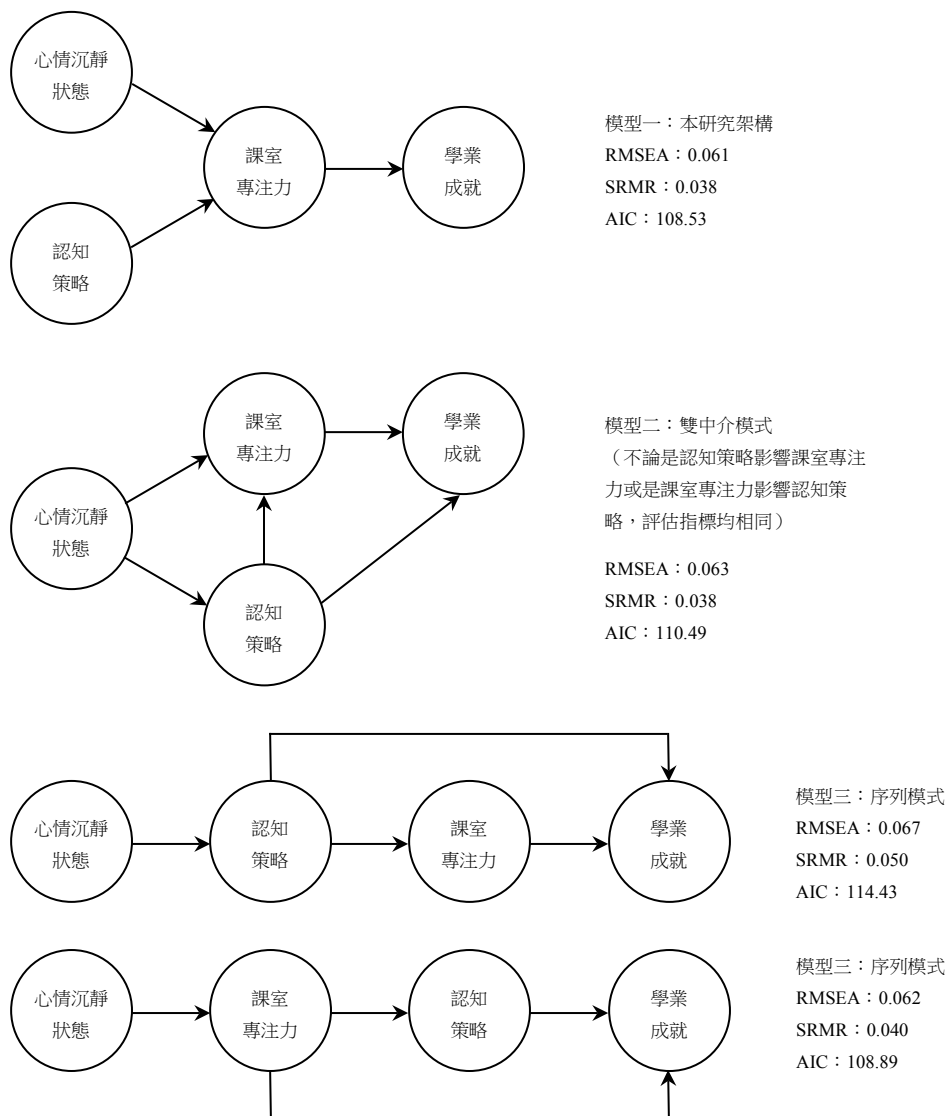 心情沉靜
狀態
認知
策略
課室
專注力
學業
成就
模型一：本研究架構
RMSEA：0.061
SRMR：0.038
AIC：108.53
心情沉靜
狀態
課室
專注力
認知
策略
學業
成就
模型二：雙中介模式
（不論是認知策略影響課室專注
力或是課室專注力影響認知策
略，評估指標均相同）
RMSEA：0.063
SRMR：0.038
AIC：110.49
心情沉靜
狀態
認知
策略
課室
專注力
學業
成就
模型三：序列模式
RMSEA：0.067
SRMR：0.050
AIC：114.43
心情沉靜
狀態
課室
專注力
認知
策略
學業
成就
模型三：序列模式
RMSEA：0.062
SRMR：0.040
AIC：108.89